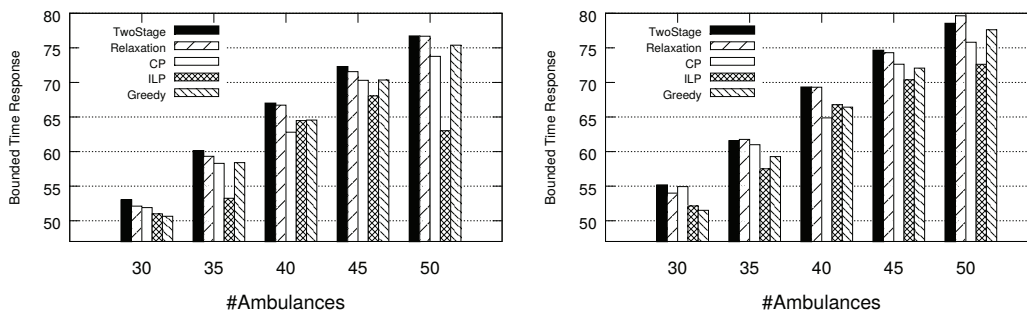 Bounded Time Response
80
75
70
65
60
55
50
TwoStage
Relaxation
CP
ILP
Greedy
30 35 40 45 50
#Ambulances
Bounded Time Response
80
75
70
65
60
55
50
TwoStage
Relaxation
CP
ILP
Greedy
30 35 40 45 50
#Ambulances